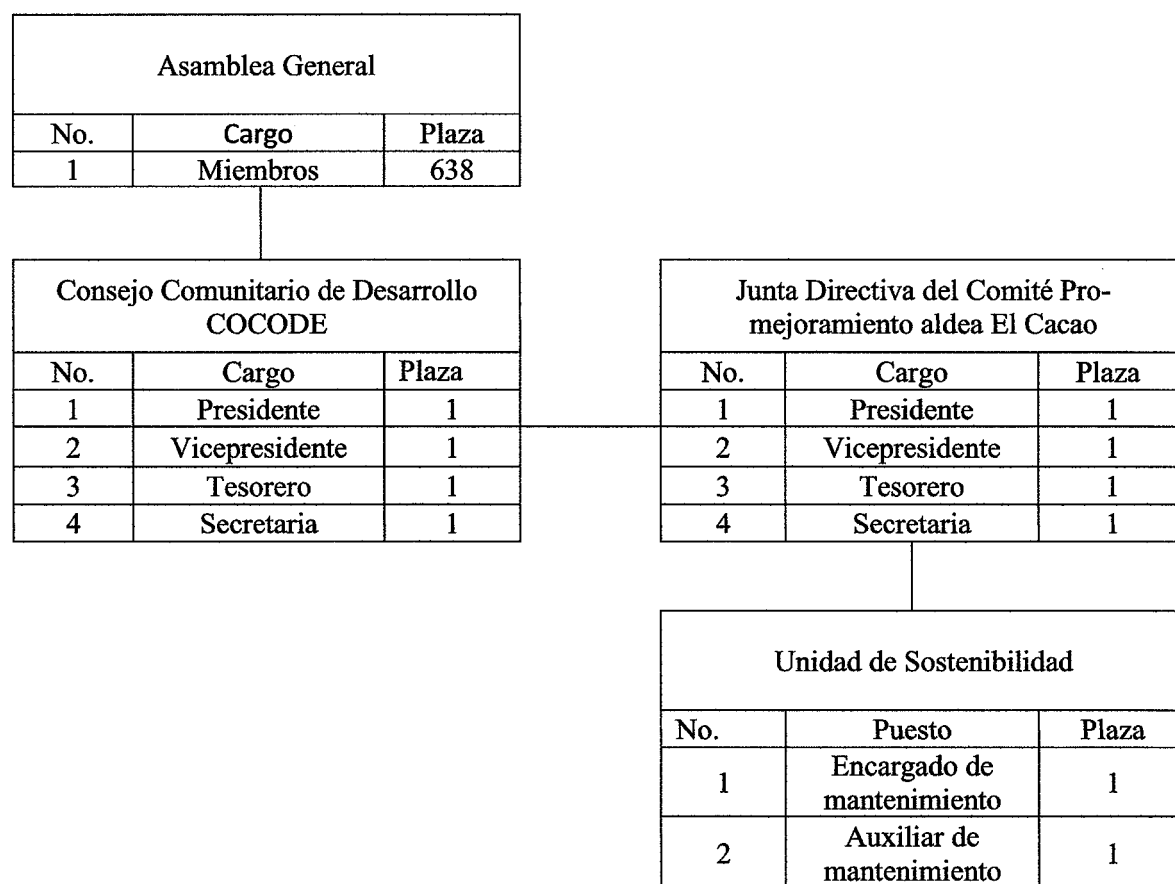 Asamblea General
No. Cargo Plaza
1 Miembros 638
Consejo Comunitario de Desarrollo
COCODE
No. Cargo Plaza
1 Presidente 1
2 Vicepresidente 1
3 Tesorero 1
4 Secretaria 1
Junta Directiva del Comité Pro-
mejoramiento aldea El Cacao
No. Cargo Plaza
1 Presidente 1
2 Vicepresidente 1
3 Tesorero 1
4 Secretaria 1
Unidad de Sostenibilidad
No. Puesto Plaza
1 Encargado de
mantenimiento 1
2 Auxiliar de
mantenimiento 1